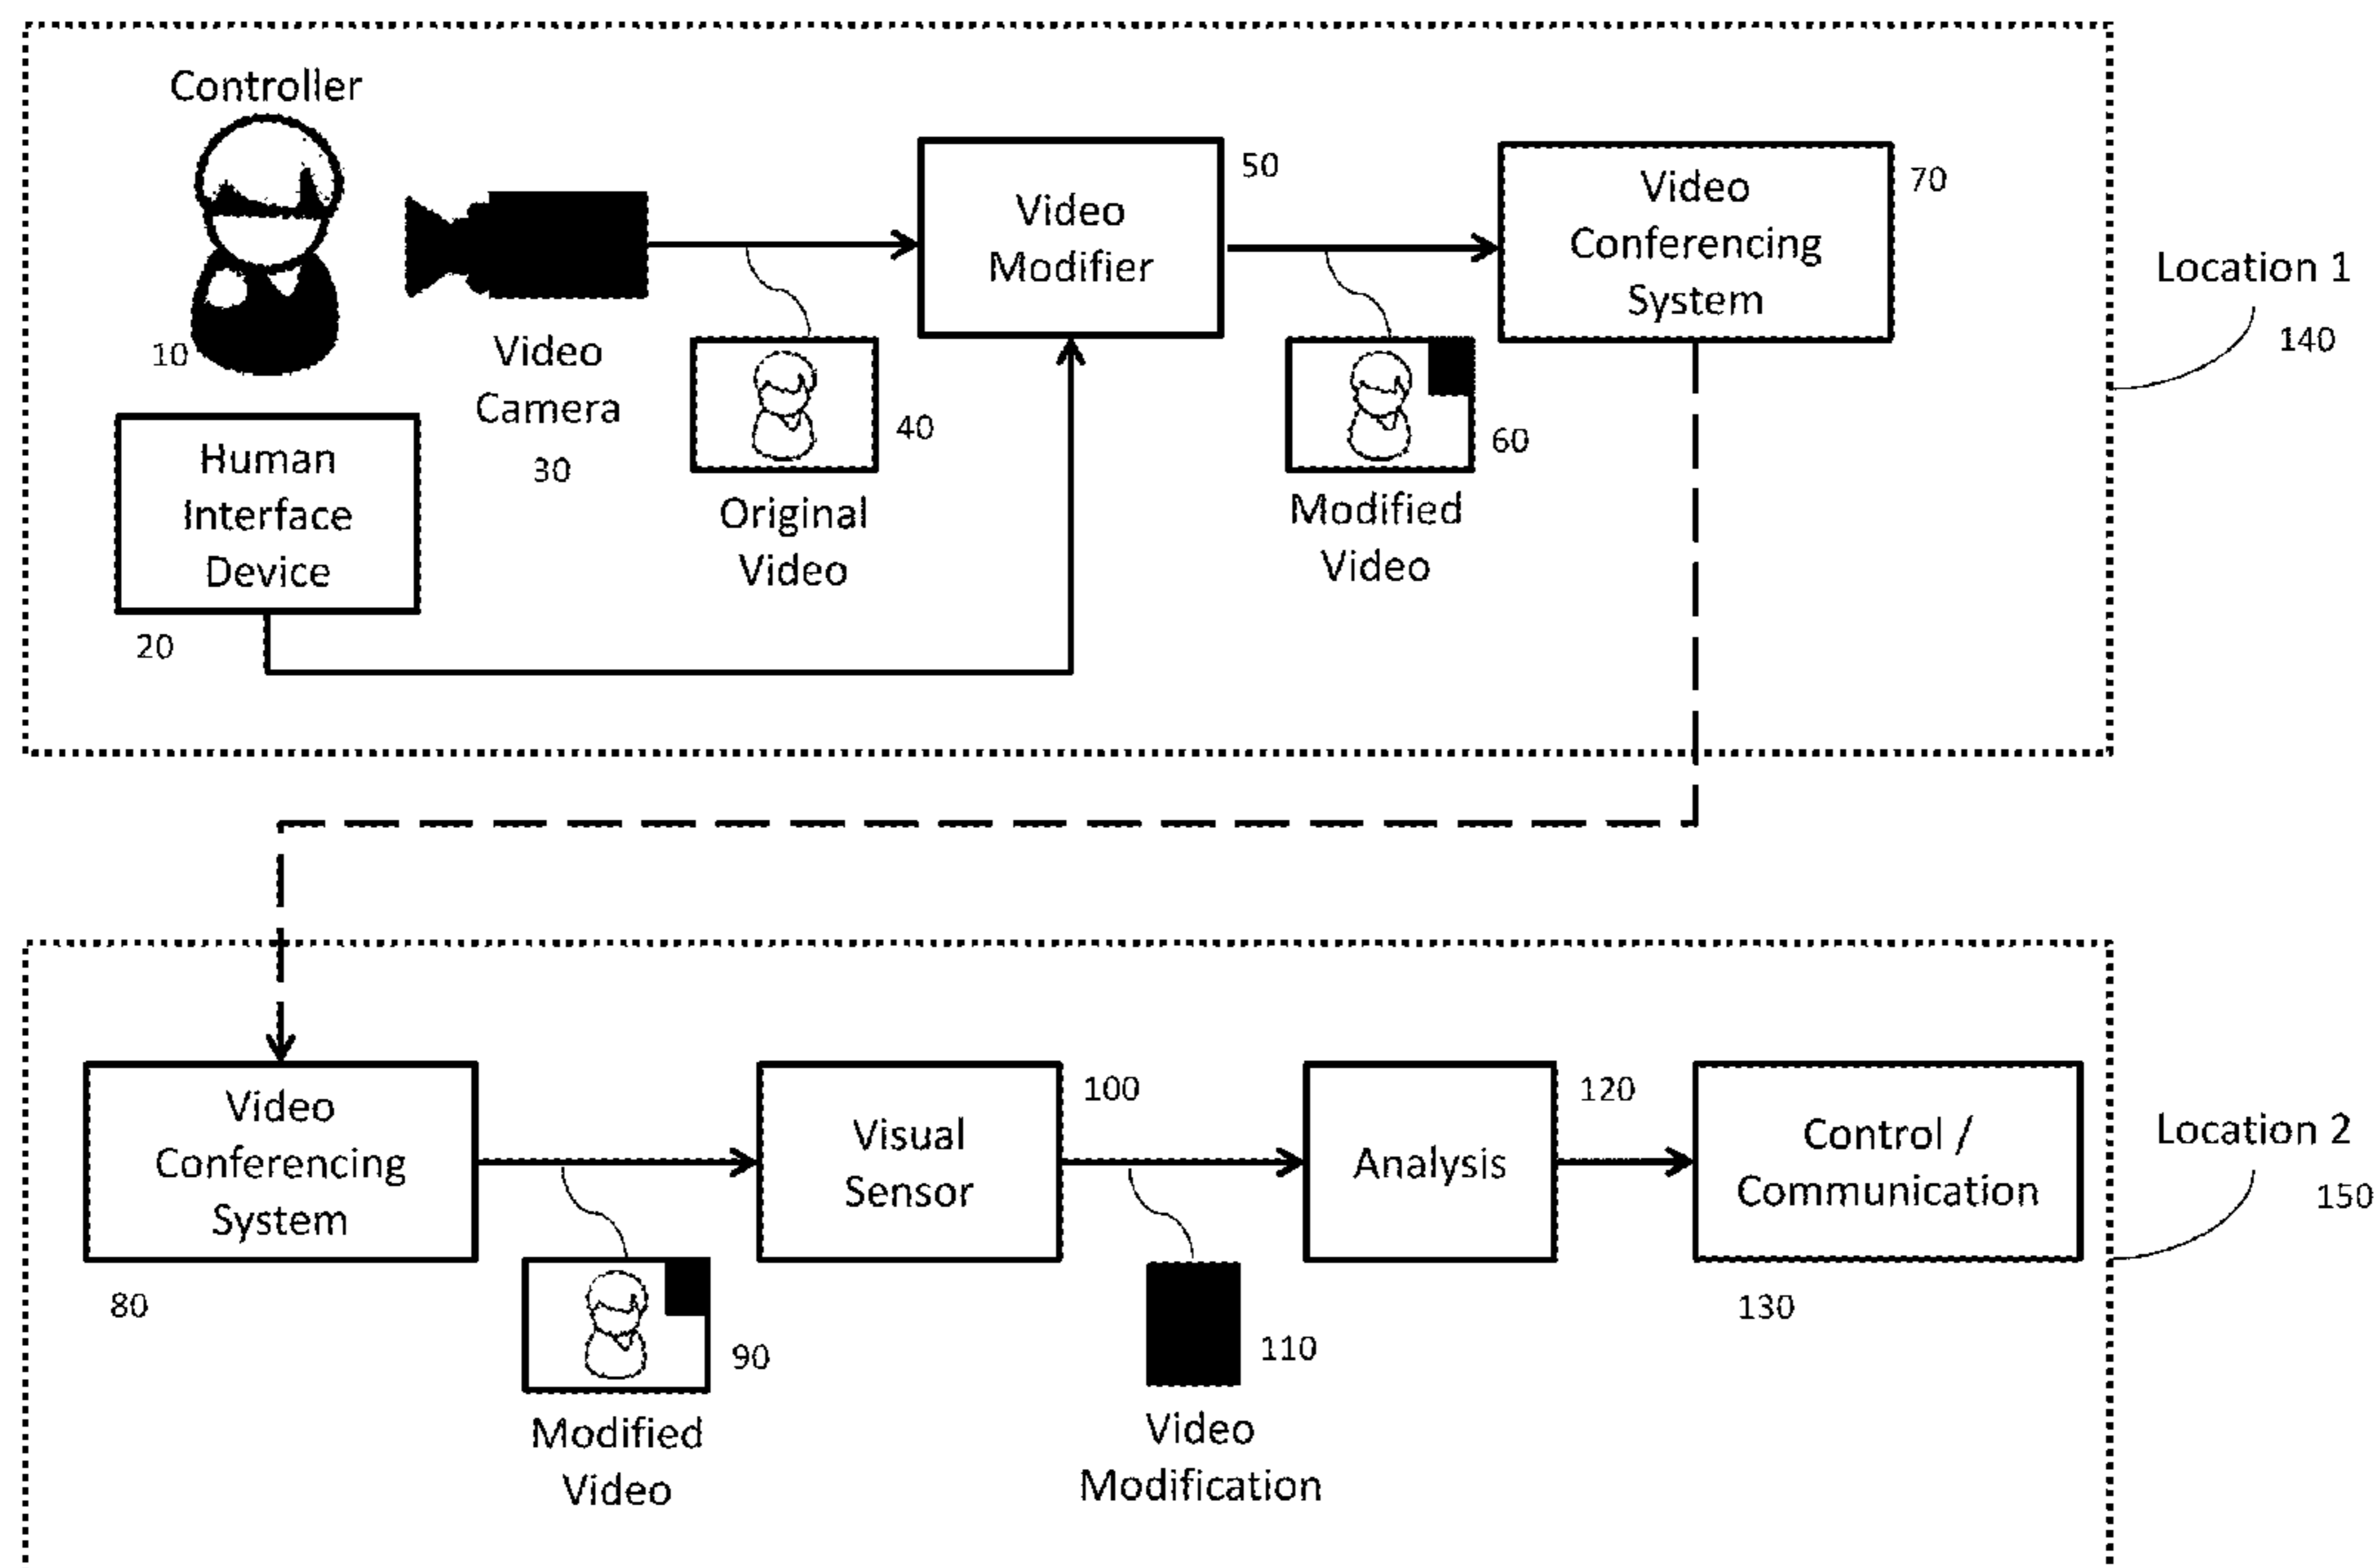 Controller
10
Human
Interface
Device
20
Video
Camera
30
Original
Video
40
Video
Modifier
50
Modified
Video
60
Video
Conferencing
System
70
Location 1
140
Video
Conferencing
System
80
Modified
Video
90
Visual
Sensor
100
Video
Modification
110
Analysis
120
Control /
Communication
130
Location 2
150